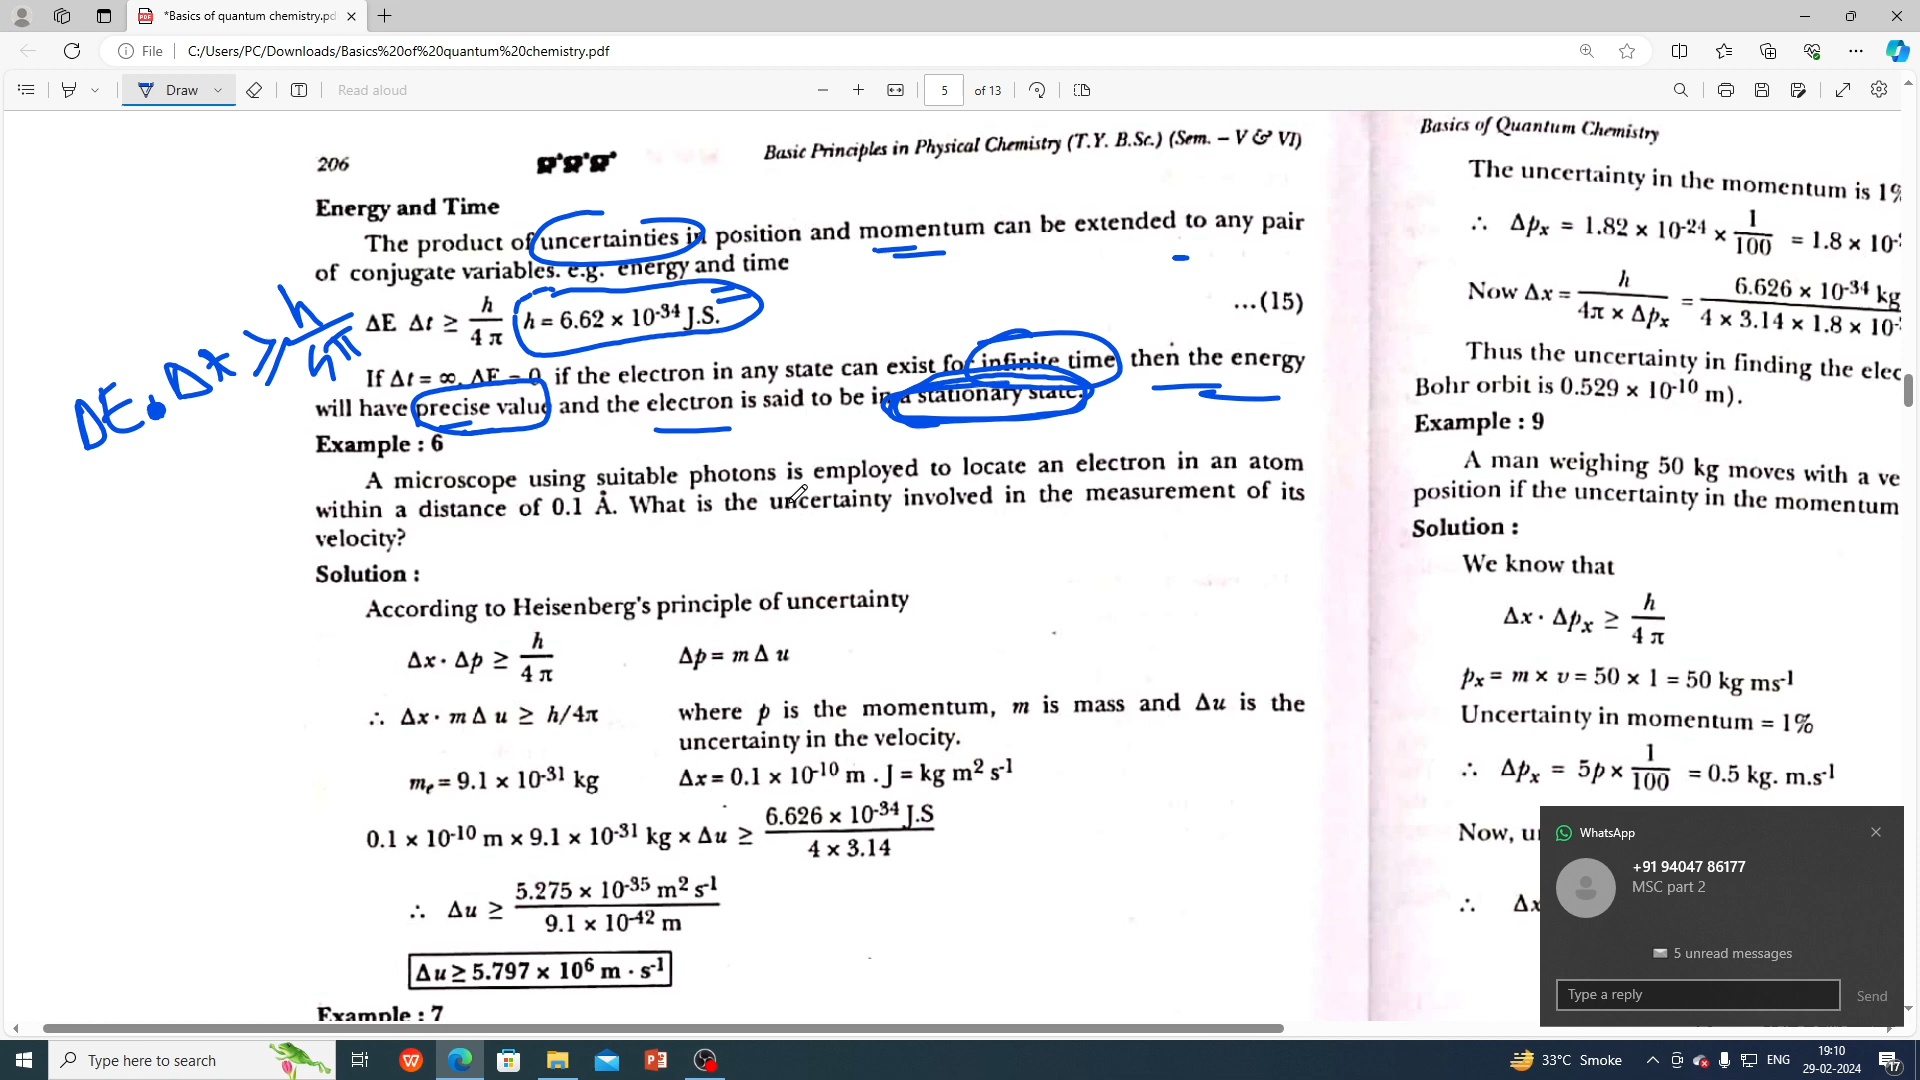 *Basics of quantum chemistry.pd
File
C:/Users/PC/Downloads/Basics%20of%20quantum%20chemistry.pdf
Draw
Read aloud
5
of 13
206
Basic Principles in Physical Chemistry (T.Y. B.Sc.) (Sem. – V & VI)
Energy and Time
The product of uncertainties in position and momentum can be extended to any pair
of conjugate variables. e.g. energy and time
ΔE Δt ≥ h / 4 π h = 6.62 × 10⁻³⁴ J.S. ...(15)
If Δt = ∞, ΔE = 0, if the electron in any state can exist for infinite time then the energy
will have precise value and the electron is said to be in a stationary state.
ΔE . Δt ≥ h / 4π
Example : 6
A microscope using suitable photons is employed to locate an electron in an atom
within a distance of 0.1 Å. What is the uncertainty involved in the measurement of its
velocity?
Solution :
According to Heisenberg's principle of uncertainty
Δx · Δp ≥ h / 4 π Δp = m Δ u
∴ Δx · m Δ u ≥ h/4π where p is the momentum, m is mass and Δu is the
uncertainty in the velocity.
mₑ = 9.1 × 10⁻³¹ kg Δx = 0.1 × 10⁻¹⁰ m . J = kg m² s⁻¹
0.1 × 10⁻¹⁰ m × 9.1 × 10⁻³¹ kg × Δu ≥ 6.626 × 10⁻³⁴ J.S / 4 × 3.14
∴ Δu ≥ 5.275 × 10⁻³⁵ m² s⁻¹ / 9.1 × 10⁻⁴² m
Δu ≥ 5.797 × 10⁶ m · s⁻¹
Example : 7
Basics of Quantum Chemistry
The uncertainty in the momentum is 1%
∴ Δpₓ = 1.82 × 10⁻²⁴ × 1 / 100 = 1.8 × 10⁻
Now Δx = h / 4π × Δpₓ = 6.626 × 10⁻³⁴ kg / 4 × 3.14 × 1.8 × 10⁻
Thus the uncertainty in finding the elec
Bohr orbit is 0.529 × 10⁻¹⁰ m).
Example : 9
A man weighing 50 kg moves with a ve
position if the uncertainty in the momentum
Solution :
We know that
Δx · Δpₓ ≥ h / 4 π
pₓ = m × v = 50 × 1 = 50 kg ms⁻¹
Uncertainty in momentum = 1%
∴ Δpₓ = 5p × 1 / 100 = 0.5 kg. m.s⁻¹
Now, u
∴ Δx
WhatsApp
+91 94047 86177
MSC part 2
5 unread messages
Type a reply
Send
Type here to search
33°C Smoke
ENG
19:10
29-02-2024
17